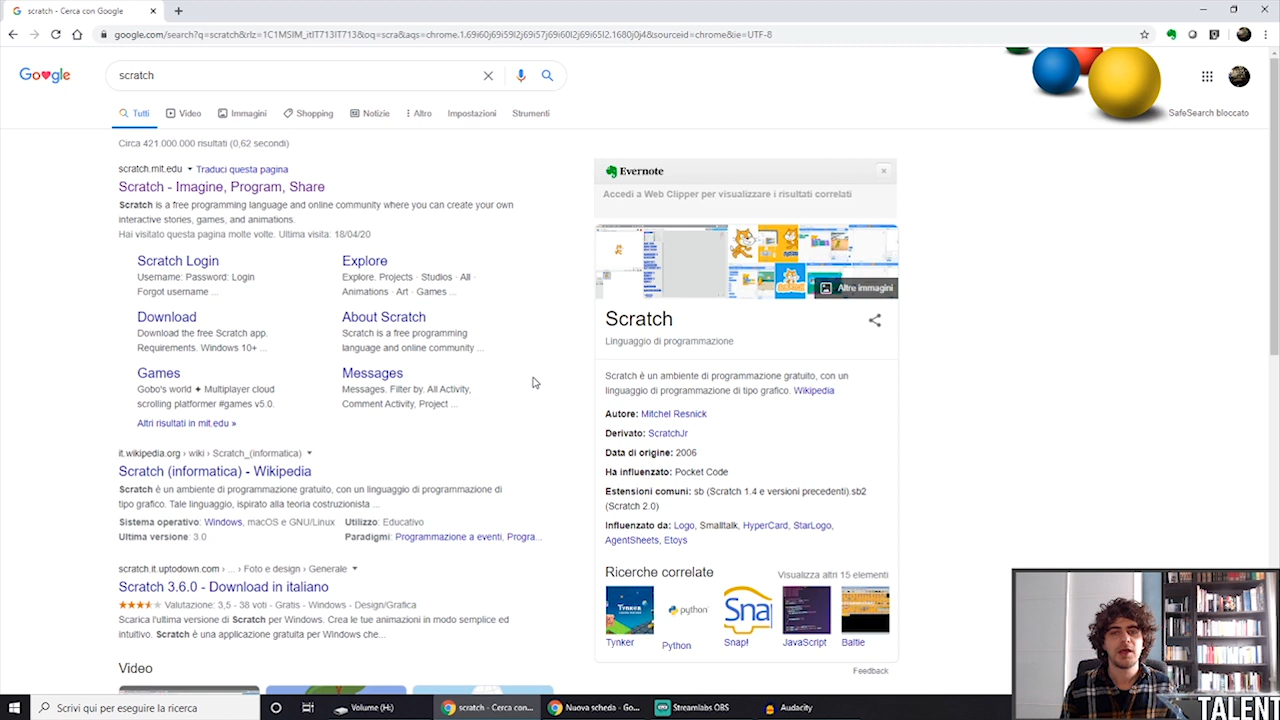 scratch - Cerca con Google
google.com/search?q=scratch&rlz=1C1MSIM_itIT713IT713&oq=scra&aqs=chrome.1.69i60j69i59l2j69i57j69i60l2j69i65l2.1680j0j4&sourceid=chrome&ie=UTF-8
Google
scratch
Tutti Video Immagini Shopping Notizie Altro Impostazioni Strumenti
SafeSearch bloccato
Circa 421.000.000 risultati (0,62 secondi)
scratch.mit.edu Traduci questa pagina
Scratch - Imagine, Program, Share
Scratch is a free programming language and online community where you can create your own
interactive stories, games, and animations.
Hai visitato questa pagina molte volte. Ultima visita: 18/04/20
Scratch Login
Username: Password: Login
Forgot username ...
Explore
Explore. Projects · Studios · All ·
Animations · Art · Games ...
Download
Download the free Scratch app.
Requirements. Windows 10+ ...
About Scratch
Scratch is a free programming
language and online community ...
Games
Gobo's world ✦ Multiplayer cloud
scrolling platformer #games v5.0.
Messages
Messages. Filter by. All Activity,
Comment Activity, Project ...
Altri risultati in mit.edu »
it.wikipedia.org › wiki › Scratch_(informatica)
Scratch (informatica) - Wikipedia
Scratch è un ambiente di programmazione gratuito, con un linguaggio di programmazione di
tipo grafico. Tale linguaggio, ispirato alla teoria costruzionista ...
Sistema operativo: Windows, macOS e GNU/Linux Utilizzo: Educativo
Ultima versione: 3.0 Paradigmi: Programmazione a eventi, Progra...
scratch.it.uptodown.com › ... › Foto e design › Generale
Scratch 3.6.0 - Download in italiano
Valutazione: 3,5 - 38 voti - Gratis - Windows - Design/Grafica
Scarica l'ultima versione di Scratch per Windows. Crea le tue animazioni in modo semplice ed
intuitivo. Scratch è una applicazione gratuita per Windows che...
Video
Evernote
Accedi a Web Clipper per visualizzare i risultati correlati
Altre immagini
Scratch
Linguaggio di programmazione
Scratch è un ambiente di programmazione gratuito, con un
linguaggio di programmazione di tipo grafico. Wikipedia
Autore: Mitchel Resnick
Derivato: ScratchJr
Data di origine: 2006
Ha influenzato: Pocket Code
Estensioni comuni: sb (Scratch 1.4 e versioni precedenti).sb2
(Scratch 2.0)
Influenzato da: Logo, Smalltalk, HyperCard, StarLogo,
AgentSheets, Etoys
Ricerche correlate
Visualizza altri 15 elementi
TYNKER
python
Sna
Tynker
Python
Snap!
JavaScript
Baltie
Feedback
TALENT
Scrivi qui per eseguire la ricerca
Volume (H:)
scratch - Cerca con...
Nuova scheda - Go...
Streamlabs OBS
Audacity